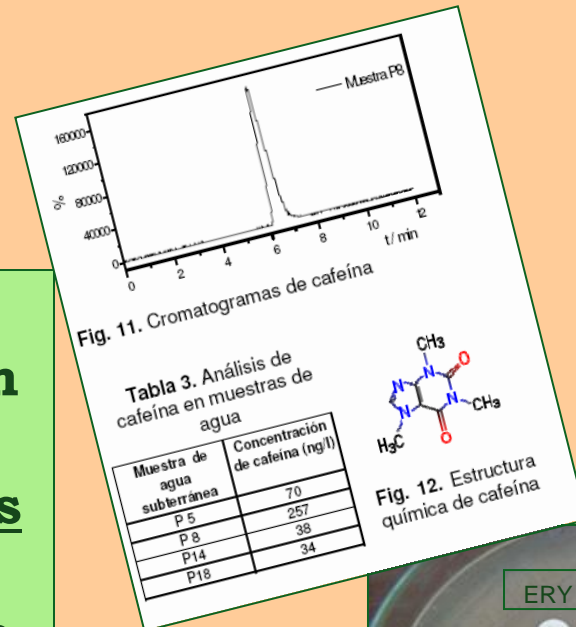 160000
120000
80000
40000
0
%
Muestra P8
0 2 4 6 8 10 12
t/ min
Fig. 11. Cromatogramas de cafeína
Tabla 3. Análisis de
cafeína en muestras de
agua
Muestra de
agua
subterránea
Concentración
de cafeína (ng/l)
P 5 70
P 8 257
P14 38
P18 34
CH3
N
O
N
N
N
CH3
H3C
O
Fig. 12. Estructura
química de cafeína
n
s
ERY